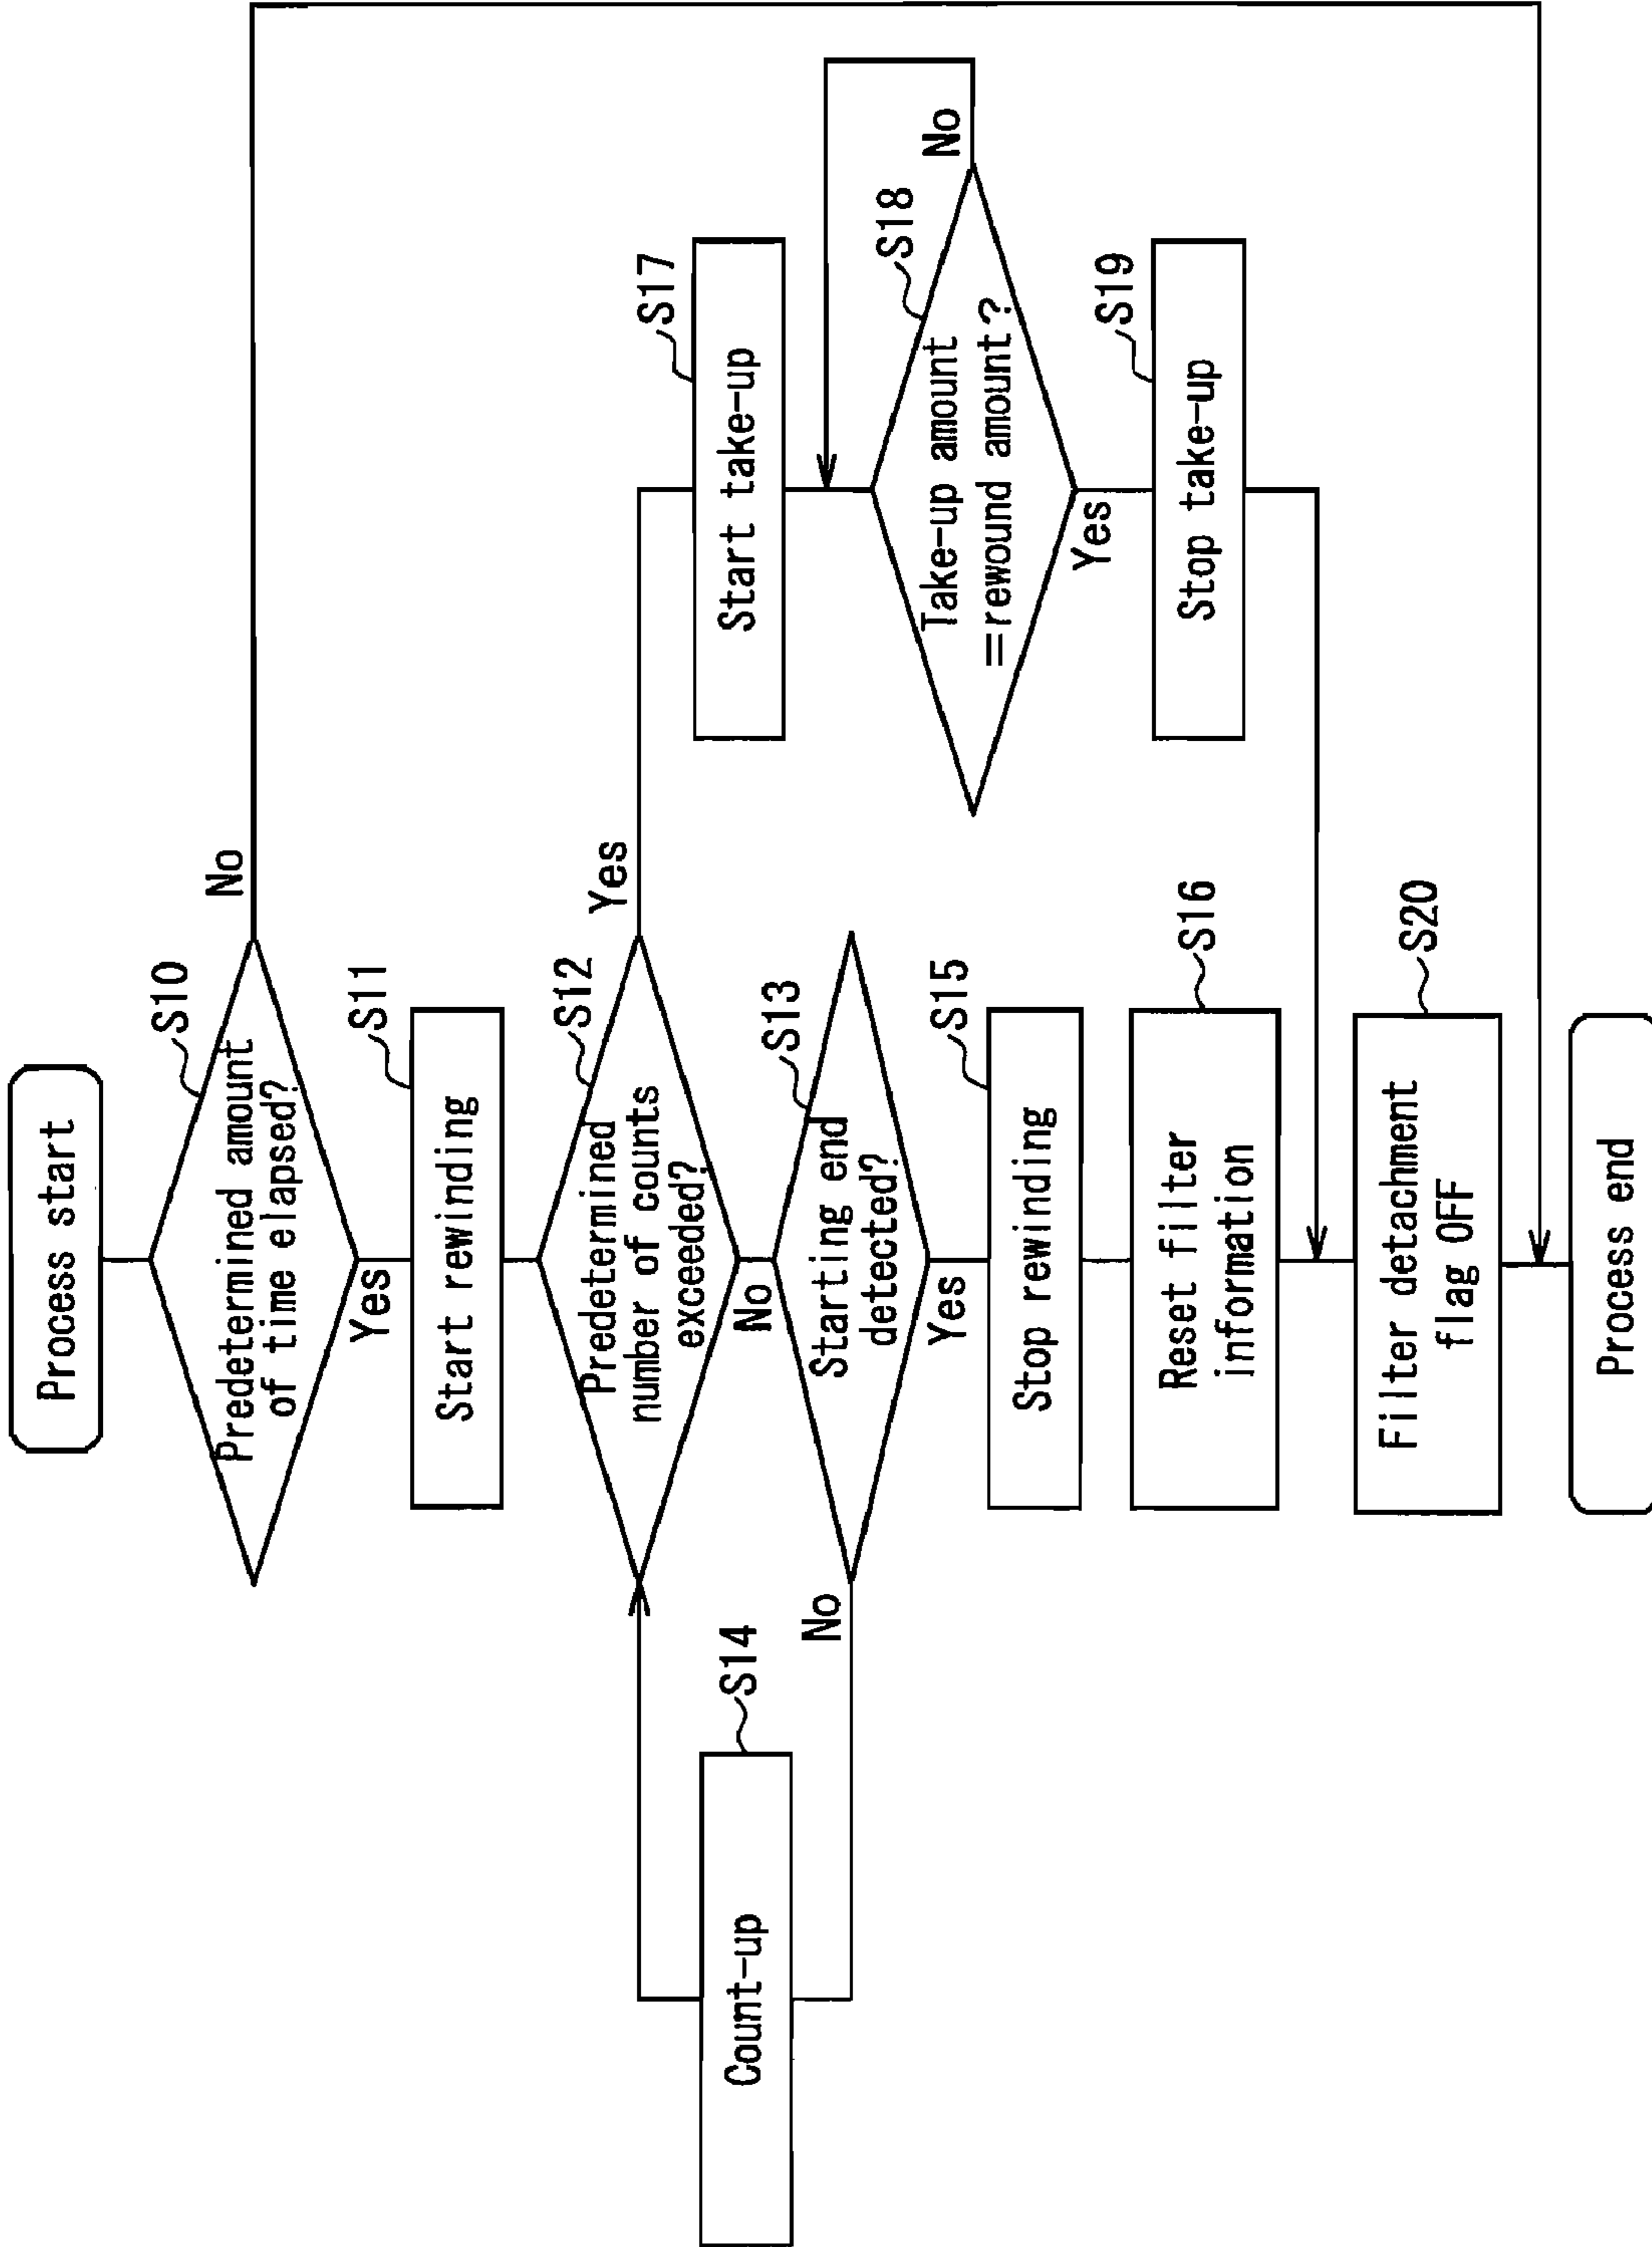 Process start
S10
Predetermined amount
of time elapsed?
No
Yes
S11
Start rewinding
S12
Predetermined
number of counts
exceeded?
Yes
No
S13
Starting end
detected?
No
Yes
S14
Count-up
S15
Stop rewinding
S16
Reset filter
information
S17
Start take-up
S18
Take-up amount
=rewound amount?
No
Yes
S19
Stop take-up
S20
Filter detachment
flag OFF
Process end